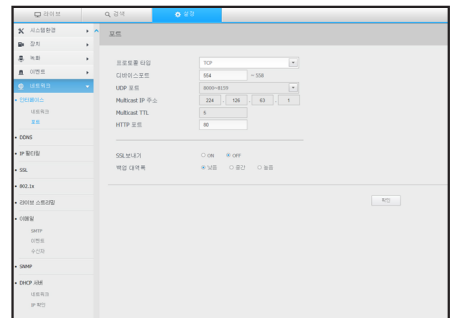 라이브
검색
설정
시스템환경
장치
녹화
이벤트
네트워크
인터페이스
네트워크
포트
DDNS
IP 필터링
SSL
802.1x
라이브 스트리밍
이메일
SMTP
이벤트
수신자
SNMP
DHCP 서버
네트워크
IP 확인
포트
프로토콜 타입 TCP
디바이스포트 554 ~ 558
UDP 포트 8000~8159
Multicast IP 주소 224 . 126 . 63 . 1
Multicast TTL 5
HTTP 포트 80
SSL보내기 ON OFF
백업 대역폭 낮음 중간 높음
확인